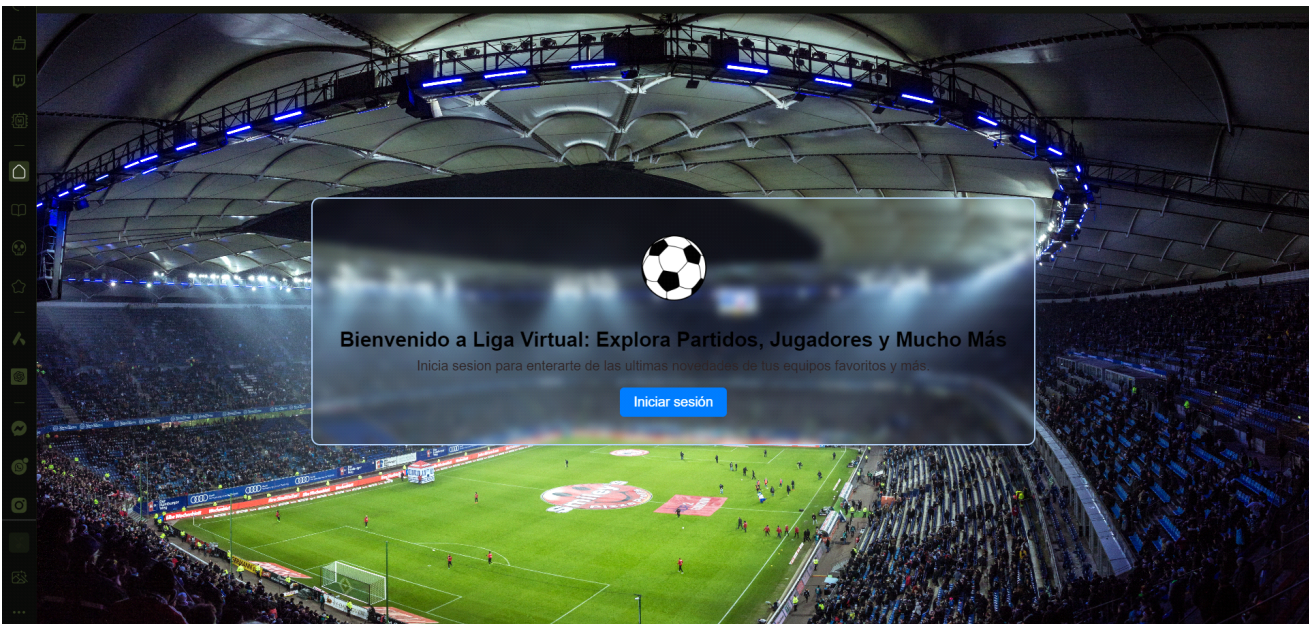 Bienvenido a Liga Virtual: Explora Partidos, Jugadores y Mucho Más
Inicia sesion para enterarte de las ultimas novedades de tus equipos favoritos y más.
Iniciar sesión